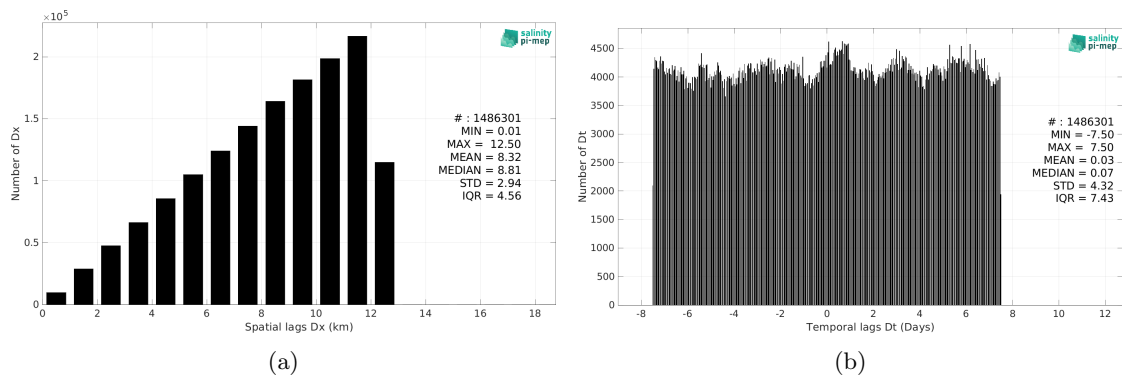 ×10⁵
salinity
pi-mep
2
1.5
1
0.5
0
Number of Dx
# : 1486301
MIN = 0.01
MAX = 12.50
MEAN = 8.32
MEDIAN = 8.81
STD = 2.94
IQR = 4.56
0 2 4 6 8 10 12 14 16 18
Spatial lags Dx (km)
(a)
salinity
pi-mep
4500
4000
3500
3000
2500
2000
1500
1000
500
0
Number of Dt
# : 1486301
MIN = -7.50
MAX = 7.50
MEAN = 0.03
MEDIAN = 0.07
STD = 4.32
IQR = 7.43
-8 -6 -4 -2 0 2 4 6 8 10 12
Temporal lags Dt (Days)
(b)